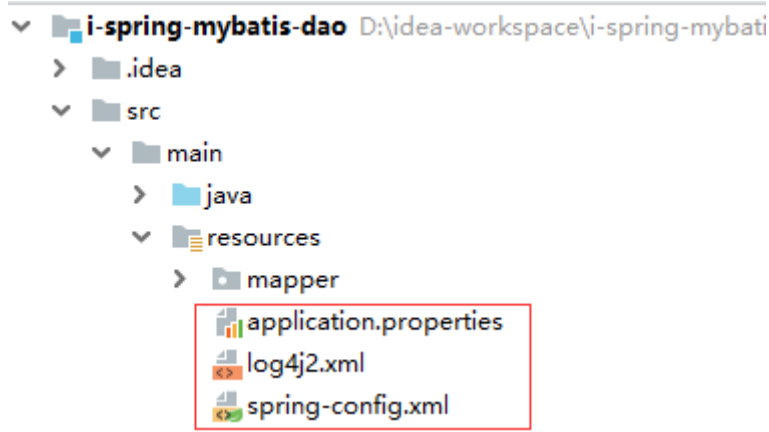 i-spring-mybatis-dao D:\idea-workspace\i-spring-mybati
.idea
src
main
java
resources
mapper
application.properties
log4j2.xml
spring-config.xml